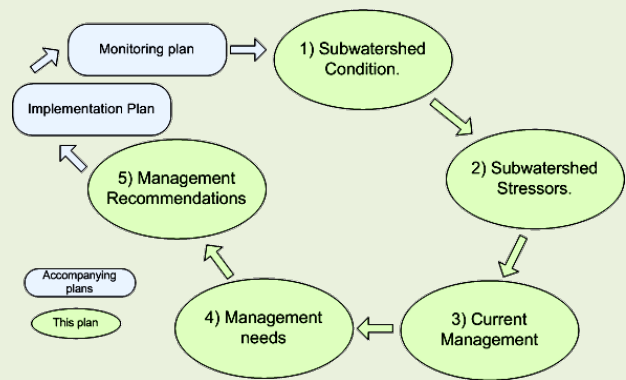 Monitoring plan
1) Subwatershed
Condition.
Implementation Plan
2) Subwatershed
Stressors.
5) Management
Recommendations
Accompanying
plans
This plan
4) Management
needs
3) Current
Management